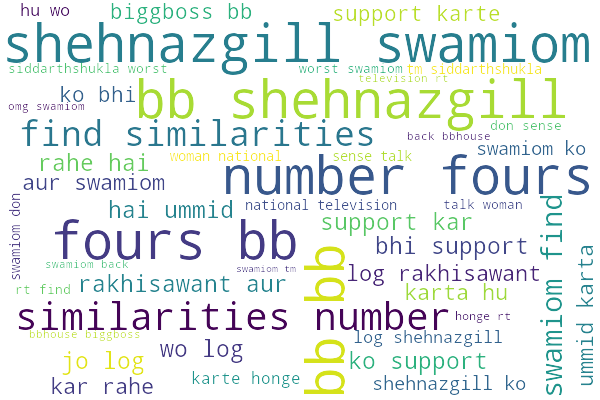 hu wo
biggboss bb
support karte
shehnazgill swamiom
siddarthshukla worst
worst swamiom
tm siddarthshukla
television rt
ko bhi
bb shehnazgill
omg swamiom
don sense
find similarities
back bbhouse
swamiom ko
rahe hai
woman national
sense talk
number fours
aur swamiom
hai ummid
national television
talk woman
swamiom don
support kar
fours bb
bhi support
swamiom find
ummid karta
swamiom back
swamiom tm
log rakhisawant
bb bb
rt find
rakhisawant aur
karta hu
similarities number
honge rt
bbhouse biggboss
log shehnazgill
wo log
jo log
ko support
kar rahe
karte honge
shehnazgill ko